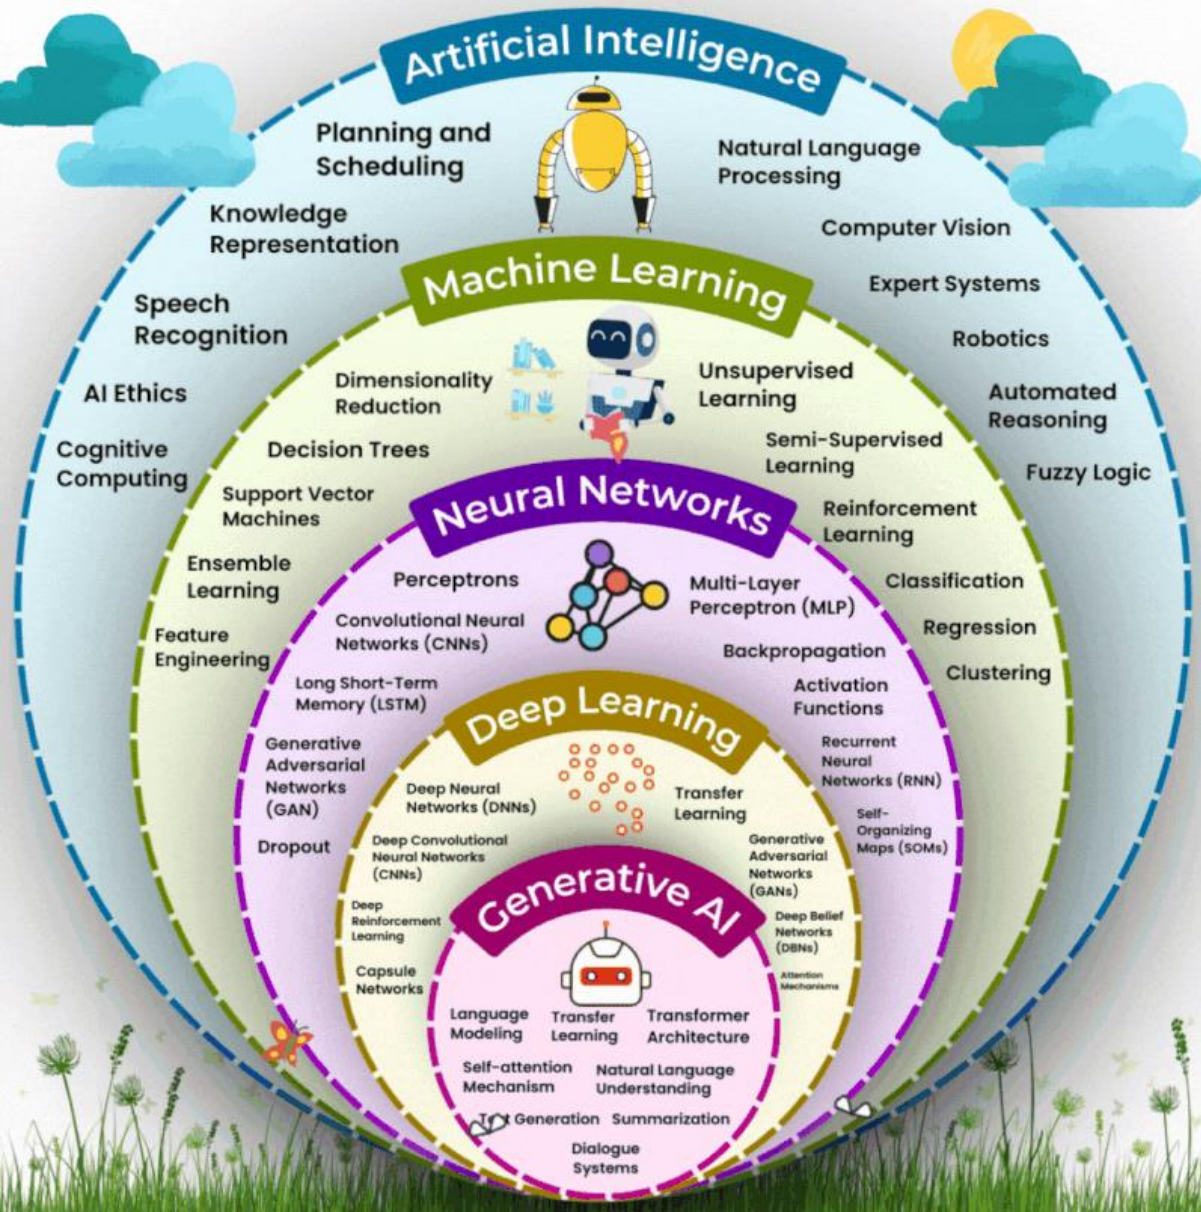 Artificial Intelligence
Planning and
Scheduling
Natural Language
Processing
Knowledge
Representation
Computer Vision
Speech
Recognition
Expert Systems
Robotics
AI Ethics
Automated
Reasoning
Cognitive
Computing
Fuzzy Logic
Machine Learning
Dimensionality
Reduction
Unsupervised
Learning
Decision Trees
Semi-Supervised
Learning
Support Vector
Machines
Reinforcement
Learning
Ensemble
Learning
Classification
Feature
Engineering
Regression
Clustering
Neural Networks
Perceptrons
Multi-Layer
Perceptron (MLP)
Convolutional Neural
Networks (CNNs)
Backpropagation
Long Short-Term
Memory (LSTM)
Activation
Functions
Generative
Adversarial
Networks
(GAN)
Recurrent
Neural
Networks (RNN)
Dropout
Self-
Organizing
Maps (SOMs)
Deep Learning
Deep Neural
Networks (DNNs)
Transfer
Learning
Deep Convolutional
Neural Networks
(CNNs)
Generative
Adversarial
Networks
(GANs)
Deep
Reinforcement
Learning
Deep Belief
Networks
(DBNs)
Capsule
Networks
Attention
Mechanisms
Generative AI
Language
Modeling
Transfer
Learning
Transformer
Architecture
Self-attention
Mechanism
Natural Language
Understanding
Text Generation
Summarization
Dialogue
Systems